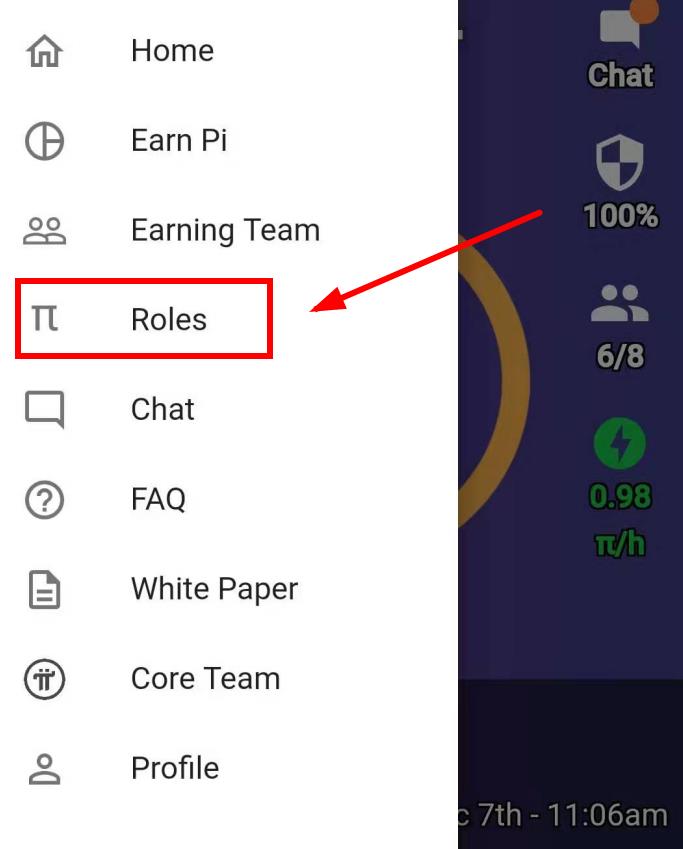 Home
Earn Pi
Earning Team
π Roles
Chat
FAQ
White Paper
Core Team
Profile
Chat
100%
6/8
0.98
π/h
c 7th - 11:06am